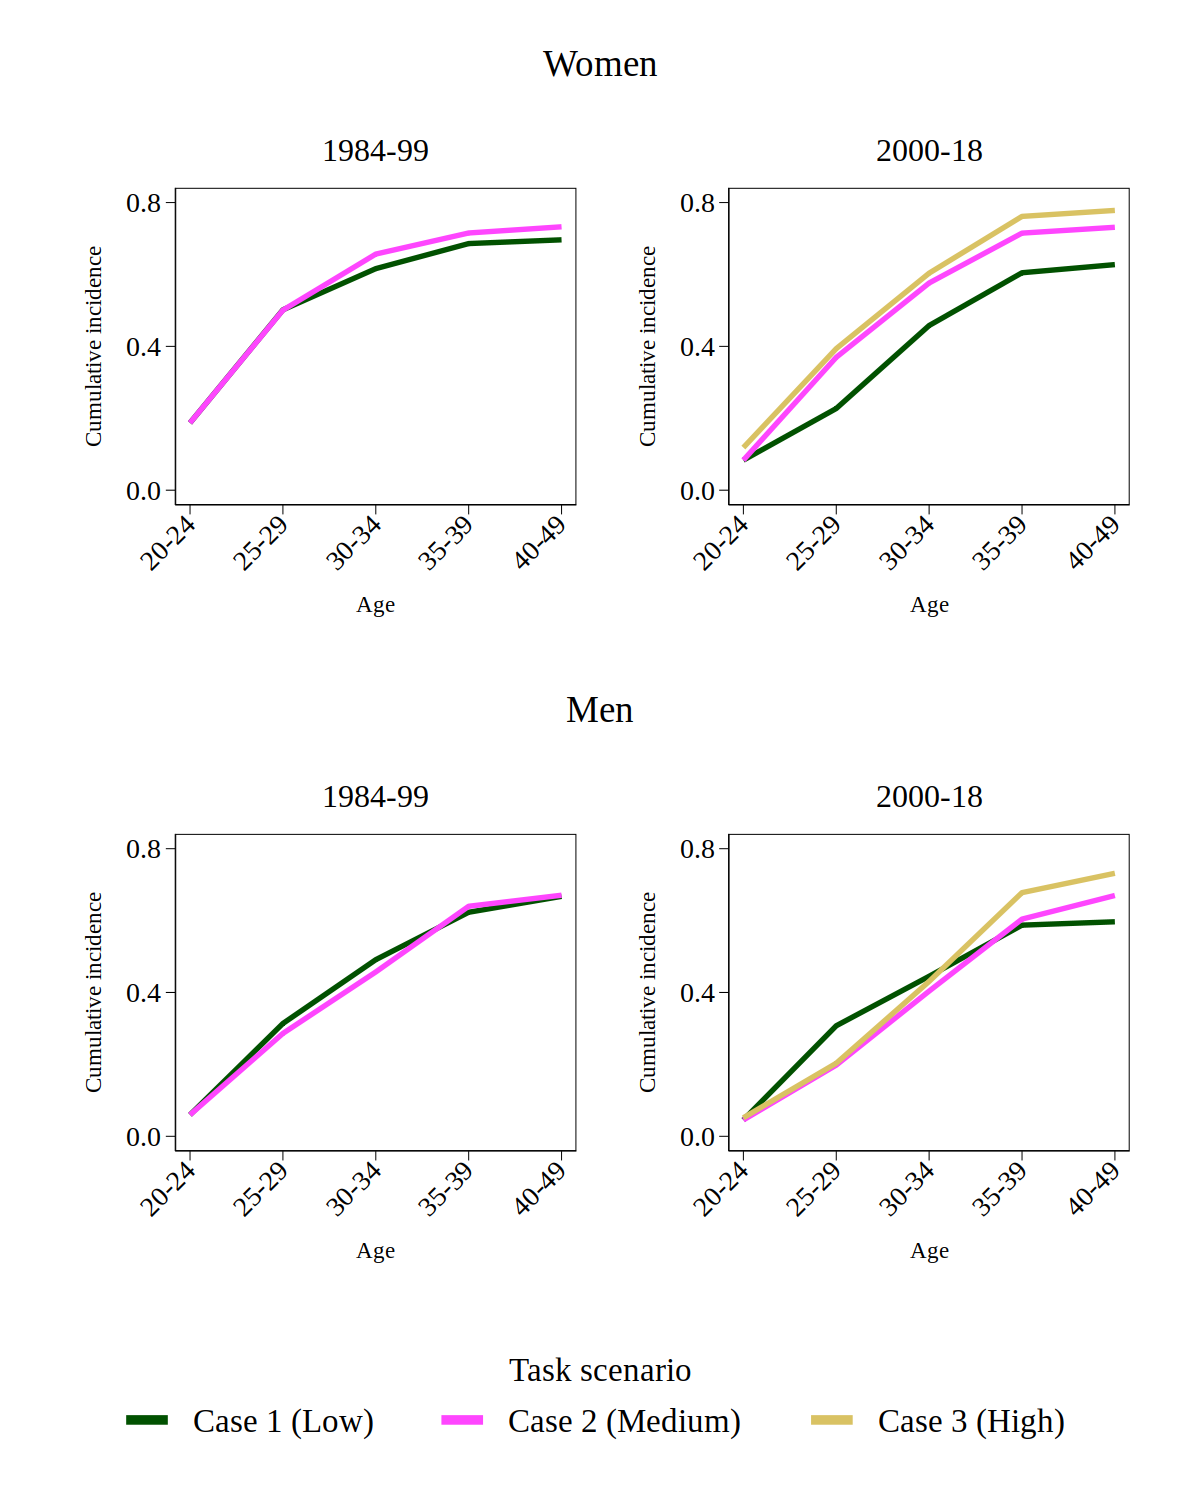 Women
1984-99
2000-18
Cumulative incidence
0.8
0.4
0.0
20-24
25-29
30-34
35-39
40-49
Age
Cumulative incidence
0.8
0.4
0.0
20-24
25-29
30-34
35-39
40-49
Age
Men
1984-99
2000-18
Cumulative incidence
0.8
0.4
0.0
20-24
25-29
30-34
35-39
40-49
Age
Cumulative incidence
0.8
0.4
0.0
20-24
25-29
30-34
35-39
40-49
Age
Task scenario
Case 1 (Low)
Case 2 (Medium)
Case 3 (High)